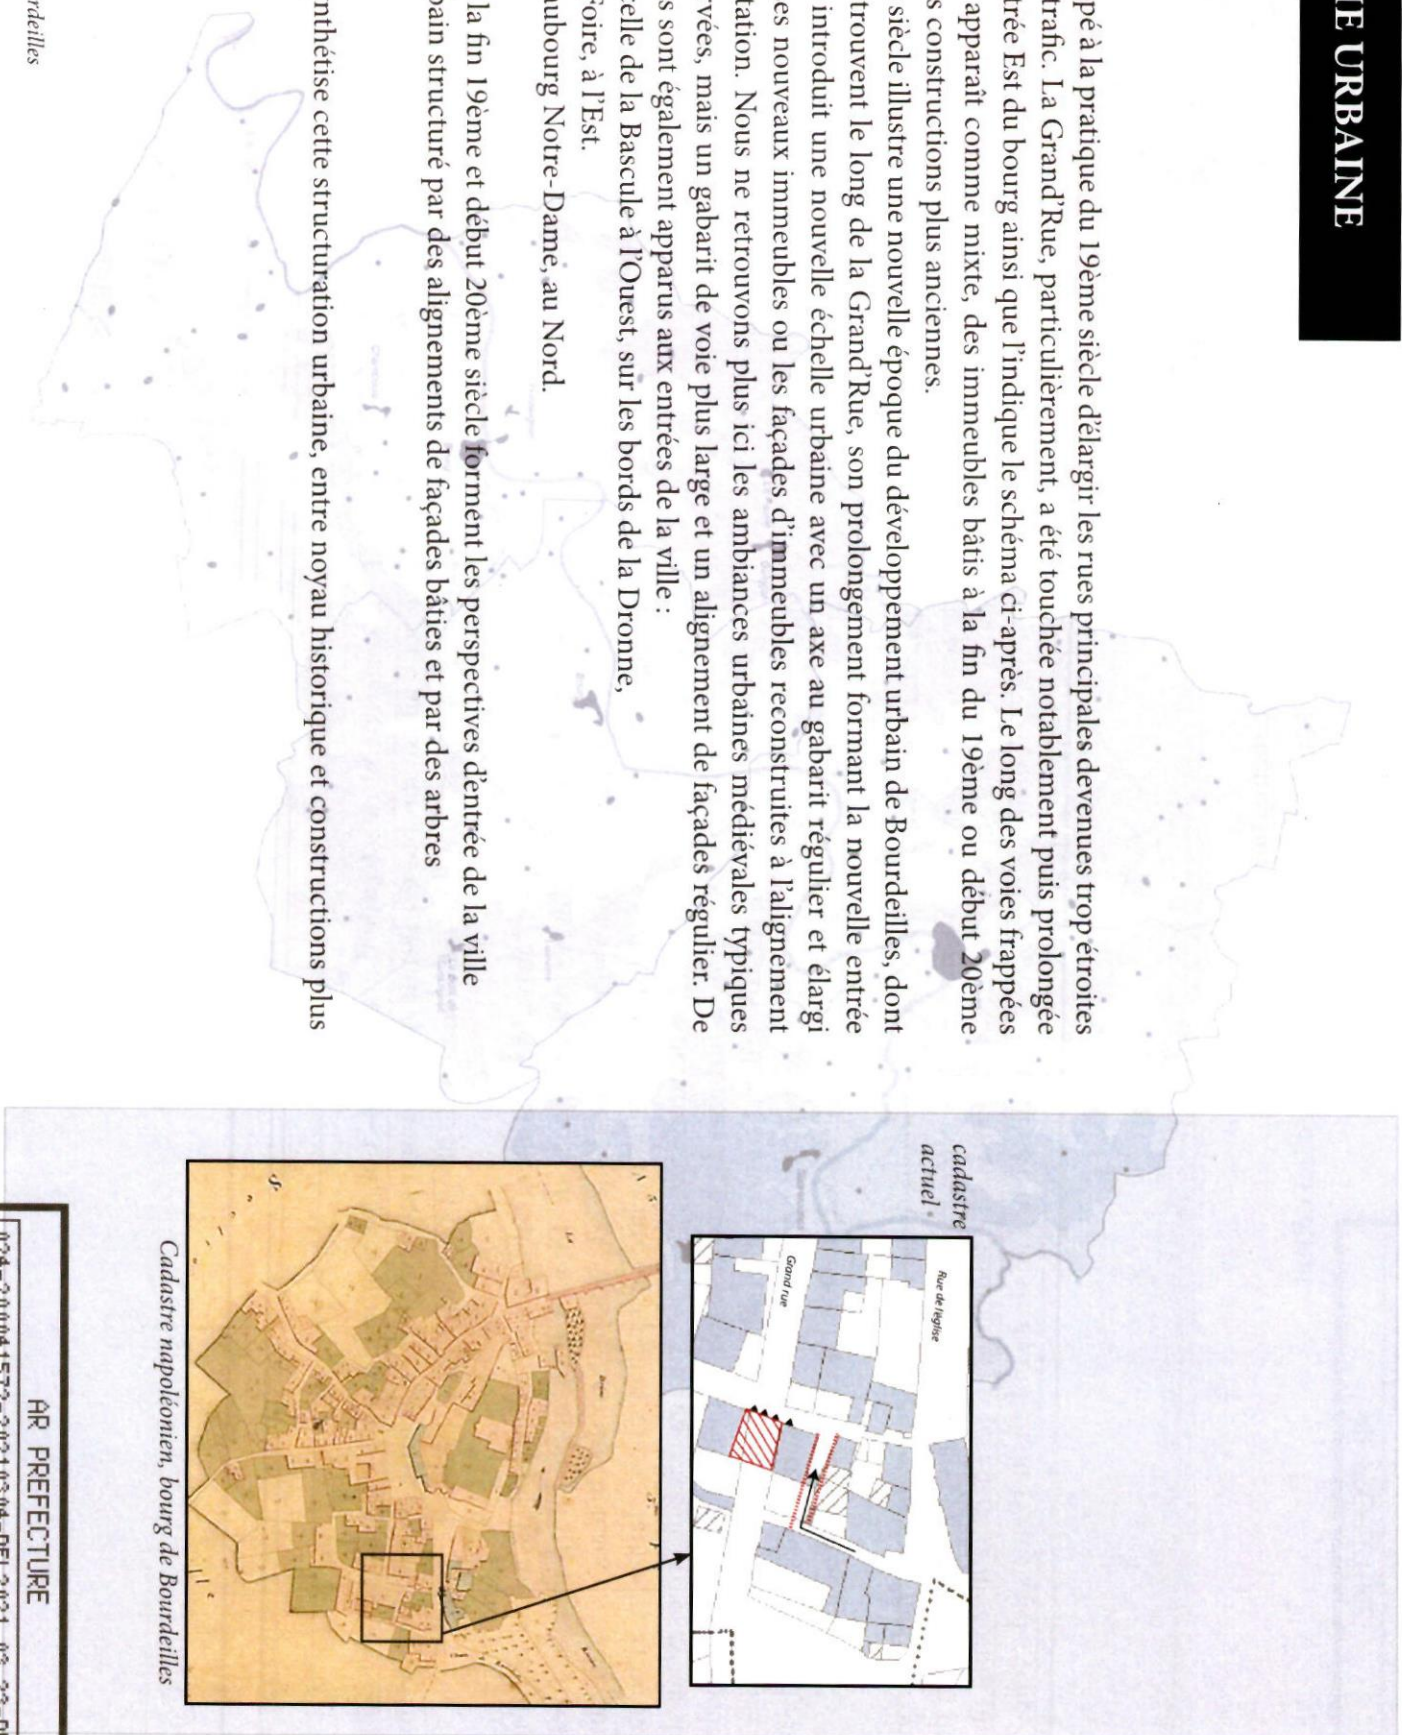 E URBAINE
pé à la pratique du 19ème siècle d'élargir les rues principales devenues trop étroites
trafic. La Grand'Rue, particulièrement, a été touchée notablement puis prolongée
trée Est du bourg ainsi que l'indique le schéma ci-après. Le long des voies frappées
apparaît comme mixte, des immeubles bâtis à la fin du 19ème ou début 20ème
s constructions plus anciennes.
siècle illustre une nouvelle époque du développement urbain de Bourdeilles, dont
trouvent le long de la Grand'Rue, son prolongement formant la nouvelle entrée
introduit une nouvelle échelle urbaine avec un axe au gabarit régulier et élargi
es nouveaux immeubles ou les façades d'immeubles reconstruites à l'alignement
tation. Nous ne retrouvons plus ici les ambiances urbaines médiévales typiques
rvées, mais un gabarit de voie plus large et un alignement de façades régulier. De
s sont également apparus aux entrées de la ville :
elle de la Bascule à l'Ouest, sur les bords de la Dronne,
oire, à l'Est.
aubourg Notre-Dame, au Nord.
la fin 19ème et début 20ème siècle forment les perspectives d'entrée de la ville
bain structuré par des alignements de façades bâties et par des arbres
nthétise cette structuration urbaine, entre noyau historique et constructions plus
rdeilles
cadastre
actuel
Rue de l'église
Grand rue
Cadastre napoléonien, bourg de Bourdeilles
AR PREFECTURE